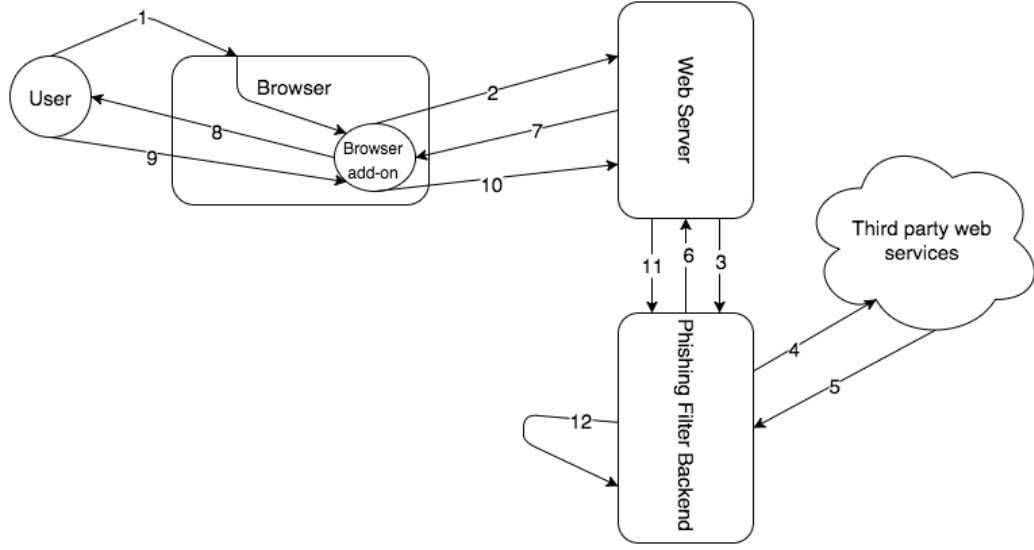 1
User
Browser
Browser
add-on
2
7
8
9
10
Web Server
11
6
3
Third party web
services
4
5
Phishing Filter Backend
12